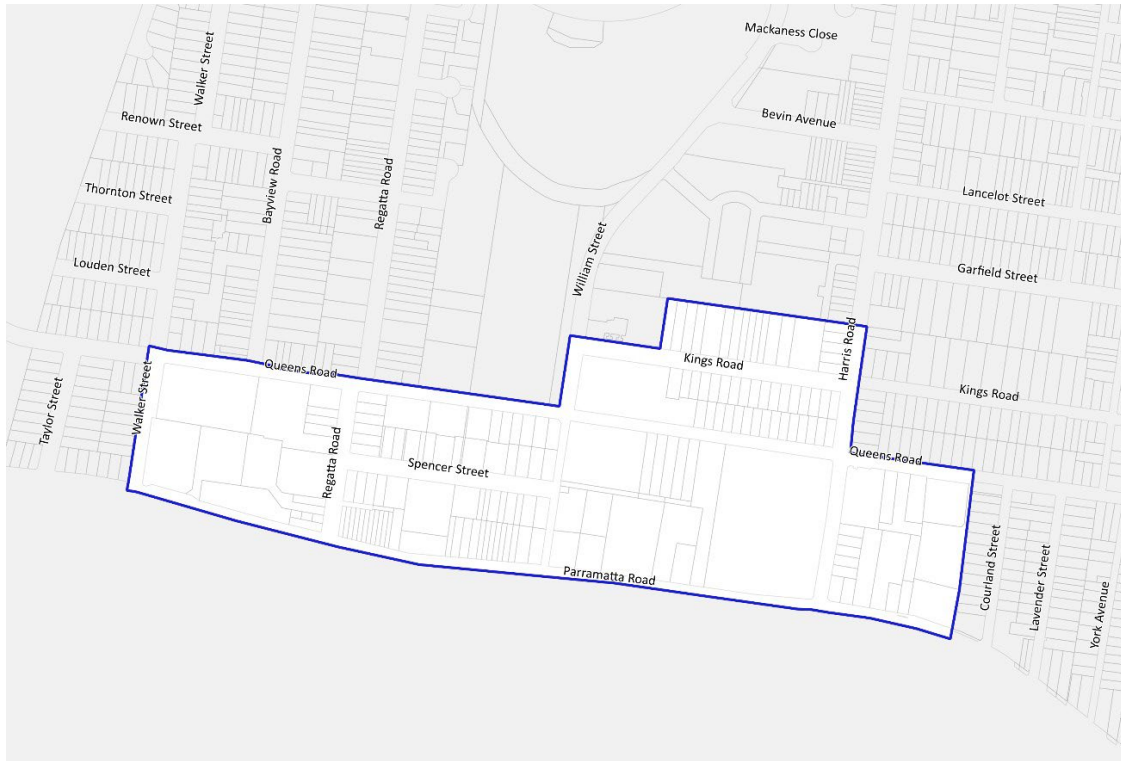 Mackaness Close
Walker Street
Renown Street
Bevin Avenue
Bayview Road
Regatta Road
Thornton Street
Lancelot Street
Louden Street
William Street
Garfield Street
Kings Road
Harris Road
Queens Road
Kings Road
Taylor Street
Walker Street
Regatta Road
Spencer Street
Queens Road
Parramatta Road
Courland Street
Lavender Street
York Avenue